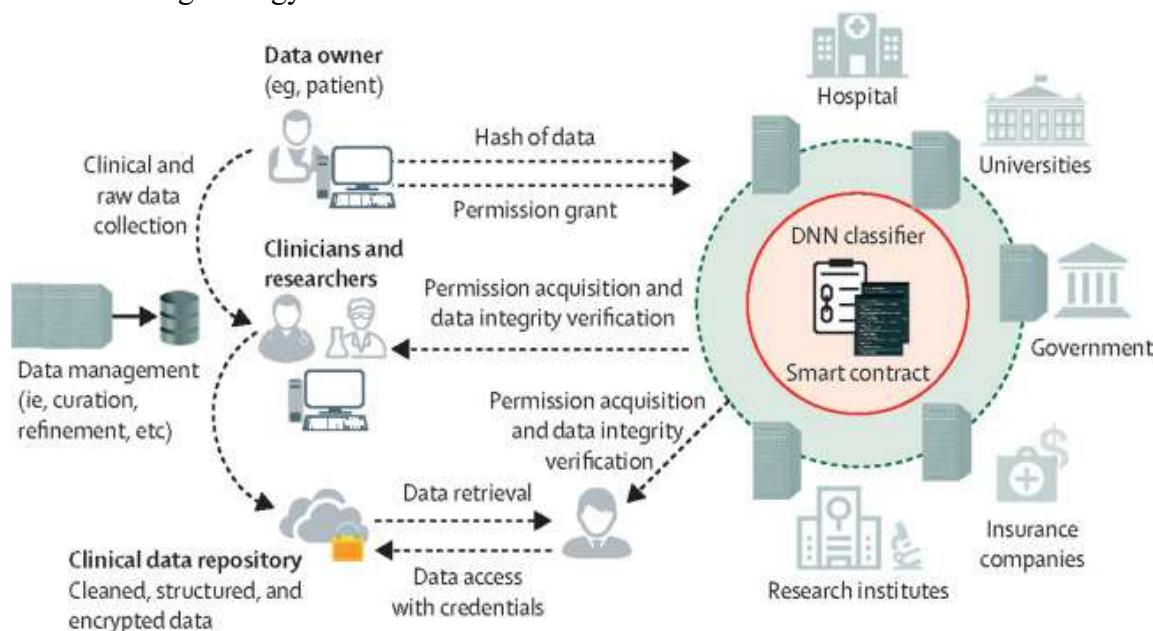 Data owner
(eg, patient)
Hospital
Clinical and
raw data
collection
Hash of data
Permission grant
Universities
Clinicians and
researchers
DNN classifier
Permission acquisition and
data integrity verification
Smart contract
Government
Data management
(ie, curation,
refinement, etc)
Permission acquisition
and data integrity
verification
Data retrieval
Clinical data repository
Cleaned, structured, and
encrypted data
Data access
with credentials
Research institutes
Insurance
companies
$